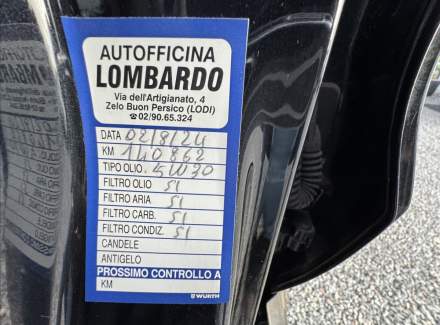 AUTOFFICINA
LOMBARDO
Via dell'Artigianato, 4
Zelo Buon Persico (LODI)
☎02/90.65.324
DATA 02/8/24
KM 140862
TIPO OLIO 5W30
FILTRO OLIO SI
FILTRO ARIA SI
FILTRO CARB. SI
FILTRO CONDIZ. SI
CANDELE
ANTIGELO
PROSSIMO CONTROLLO A
KM
WÜRTH